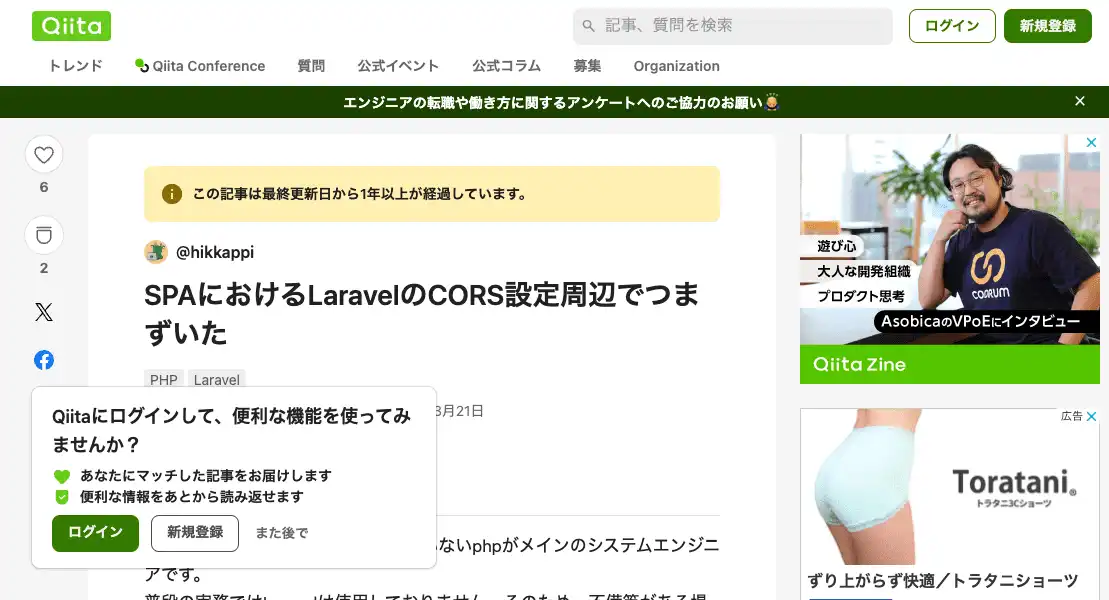 Qiita
記事、質問を検索
ログイン
新規登録
トレンド
Qiita Conference
質問
公式イベント
公式コラム
募集
Organization
エンジニアの転職や働き方に関するアンケートへのご協力のお願い
6
2
この記事は最終更新日から1年以上が経過しています。
@hikkappi
SPAにおけるLaravelのCORS設定周辺でつま
ずいた
PHP
Laravel
3月21日
Qiitaにログインして、便利な機能を使ってみ
ませんか？
あなたにマッチした記事をお届けします
便利な情報をあとから読み返せます
ログイン
新規登録
また後で
ないphpがメインのシステムエンジニ
アです。
遊び心
大人な開発組織
プロダクト思考
COORUM
AsobicaのVPoEにインタビュー
Qiita Zine
広告
Toratani®
トラタニ3Cショーツ
ずり上がらず快適／トラタニショーツ